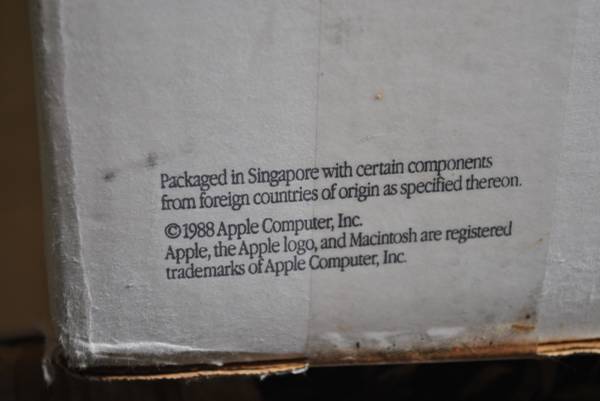 Packaged in Singapore with certain components
from foreign countries of origin as specified thereon.
©1988 Apple Computer, Inc.
Apple, the Apple logo, and Macintosh are registered
trademarks of Apple Computer, Inc.